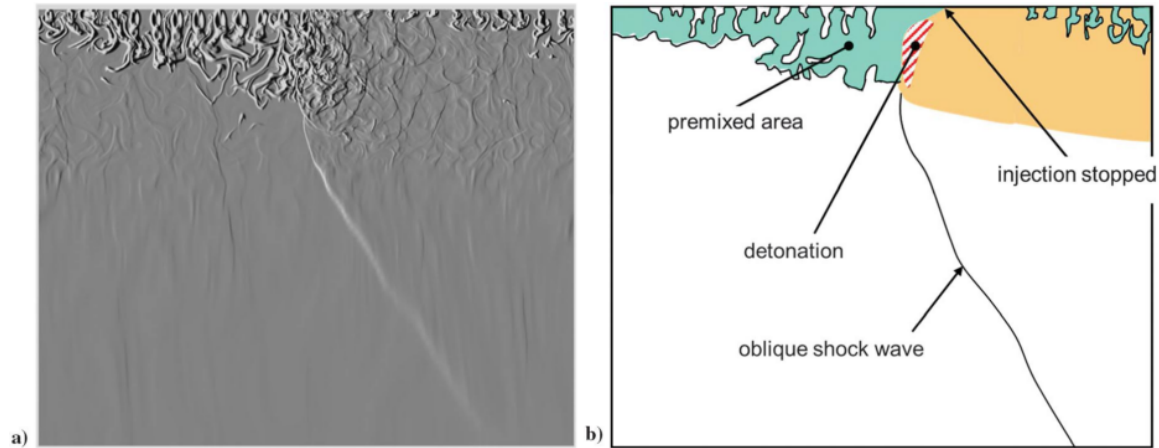 premixed area
injection stopped
detonation
oblique shock wave
a)
b)